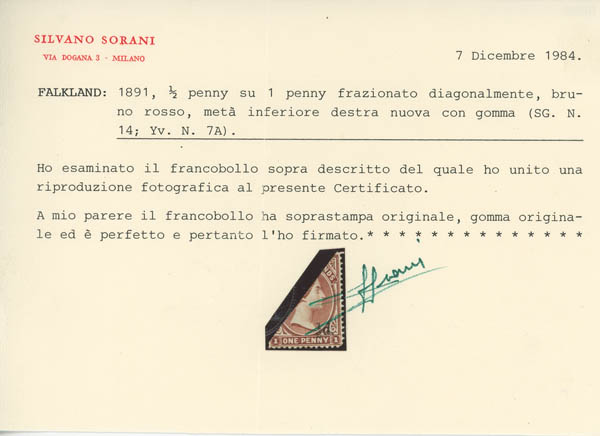 SILVANO SORANI
VIA DOGANA 3 - MILANO
7 Dicembre 1984.
FALKLAND: 1891, ½ penny su 1 penny frazionato diagonalmente, bru-
no rosso, metà inferiore destra nuova con gomma (SG. N.
14; Yv. N. 7A).
Ho esaminato il francobollo sopra descritto del quale ho unito una
riproduzione fotografica al presente Certificato.
A mio parere il francobollo ha soprastampa originale, gomma origina-
le ed è perfetto e pertanto l'ho firmato.* * * * * * * * * * * * *
NDS
1 ONE PENNY 1